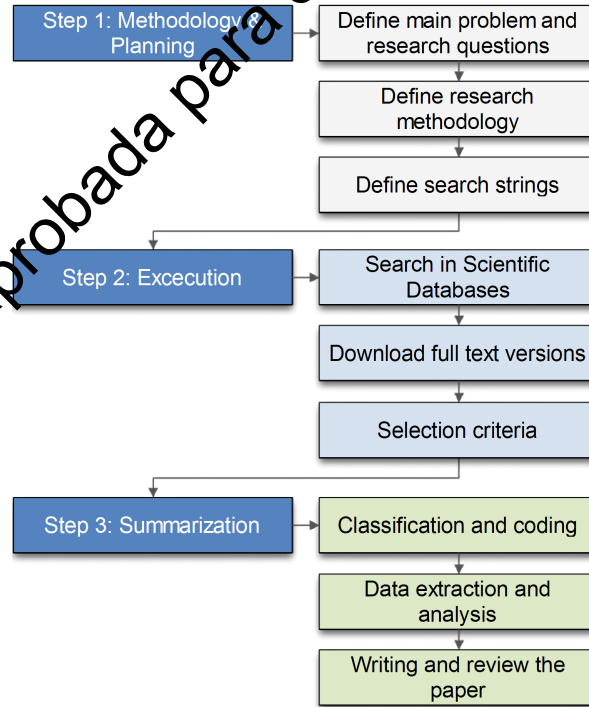 Step 1: Methodology &
Planning
Define main problem and
research questions
Define research
methodology
Define search strings
Step 2: Excecution
Search in Scientific
Databases
Download full text versions
Selection criteria
Step 3: Summarization
Classification and coding
Data extraction and
analysis
Writing and review the
paper
probada para